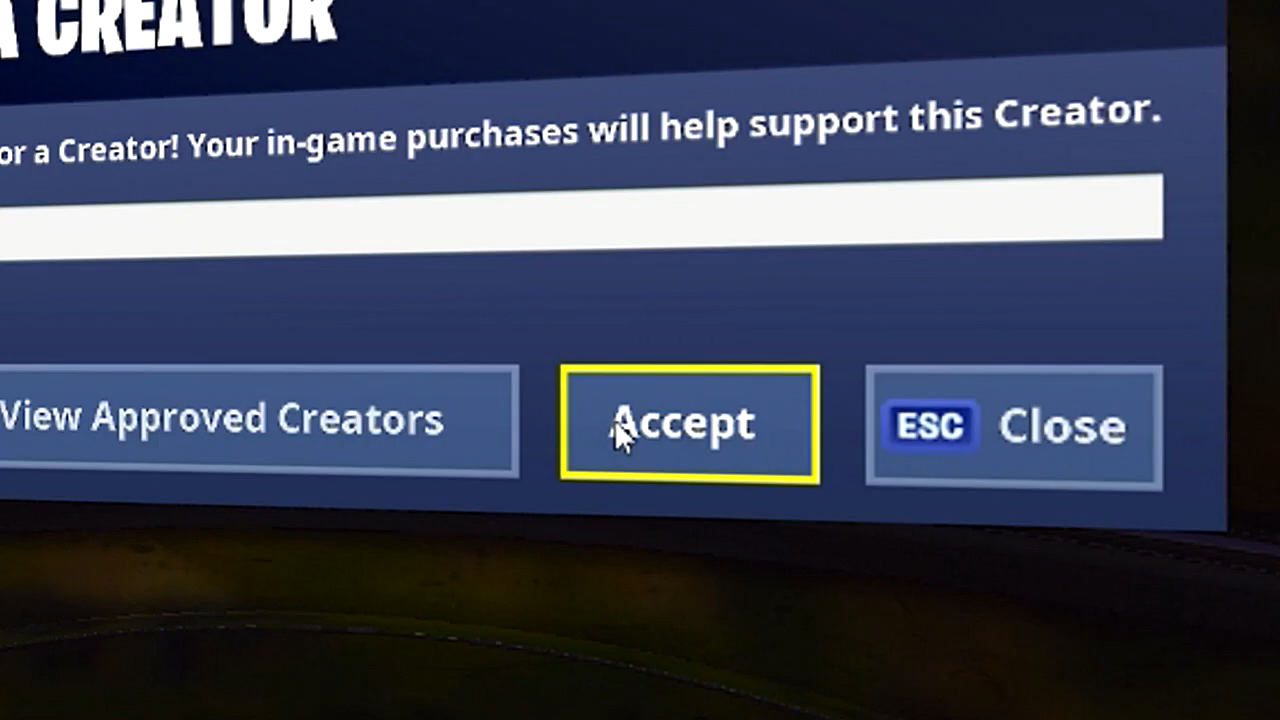 A CREATOR
or a Creator! Your in-game purchases will help support this Creator.
View Approved Creators
Accept
ESC Close